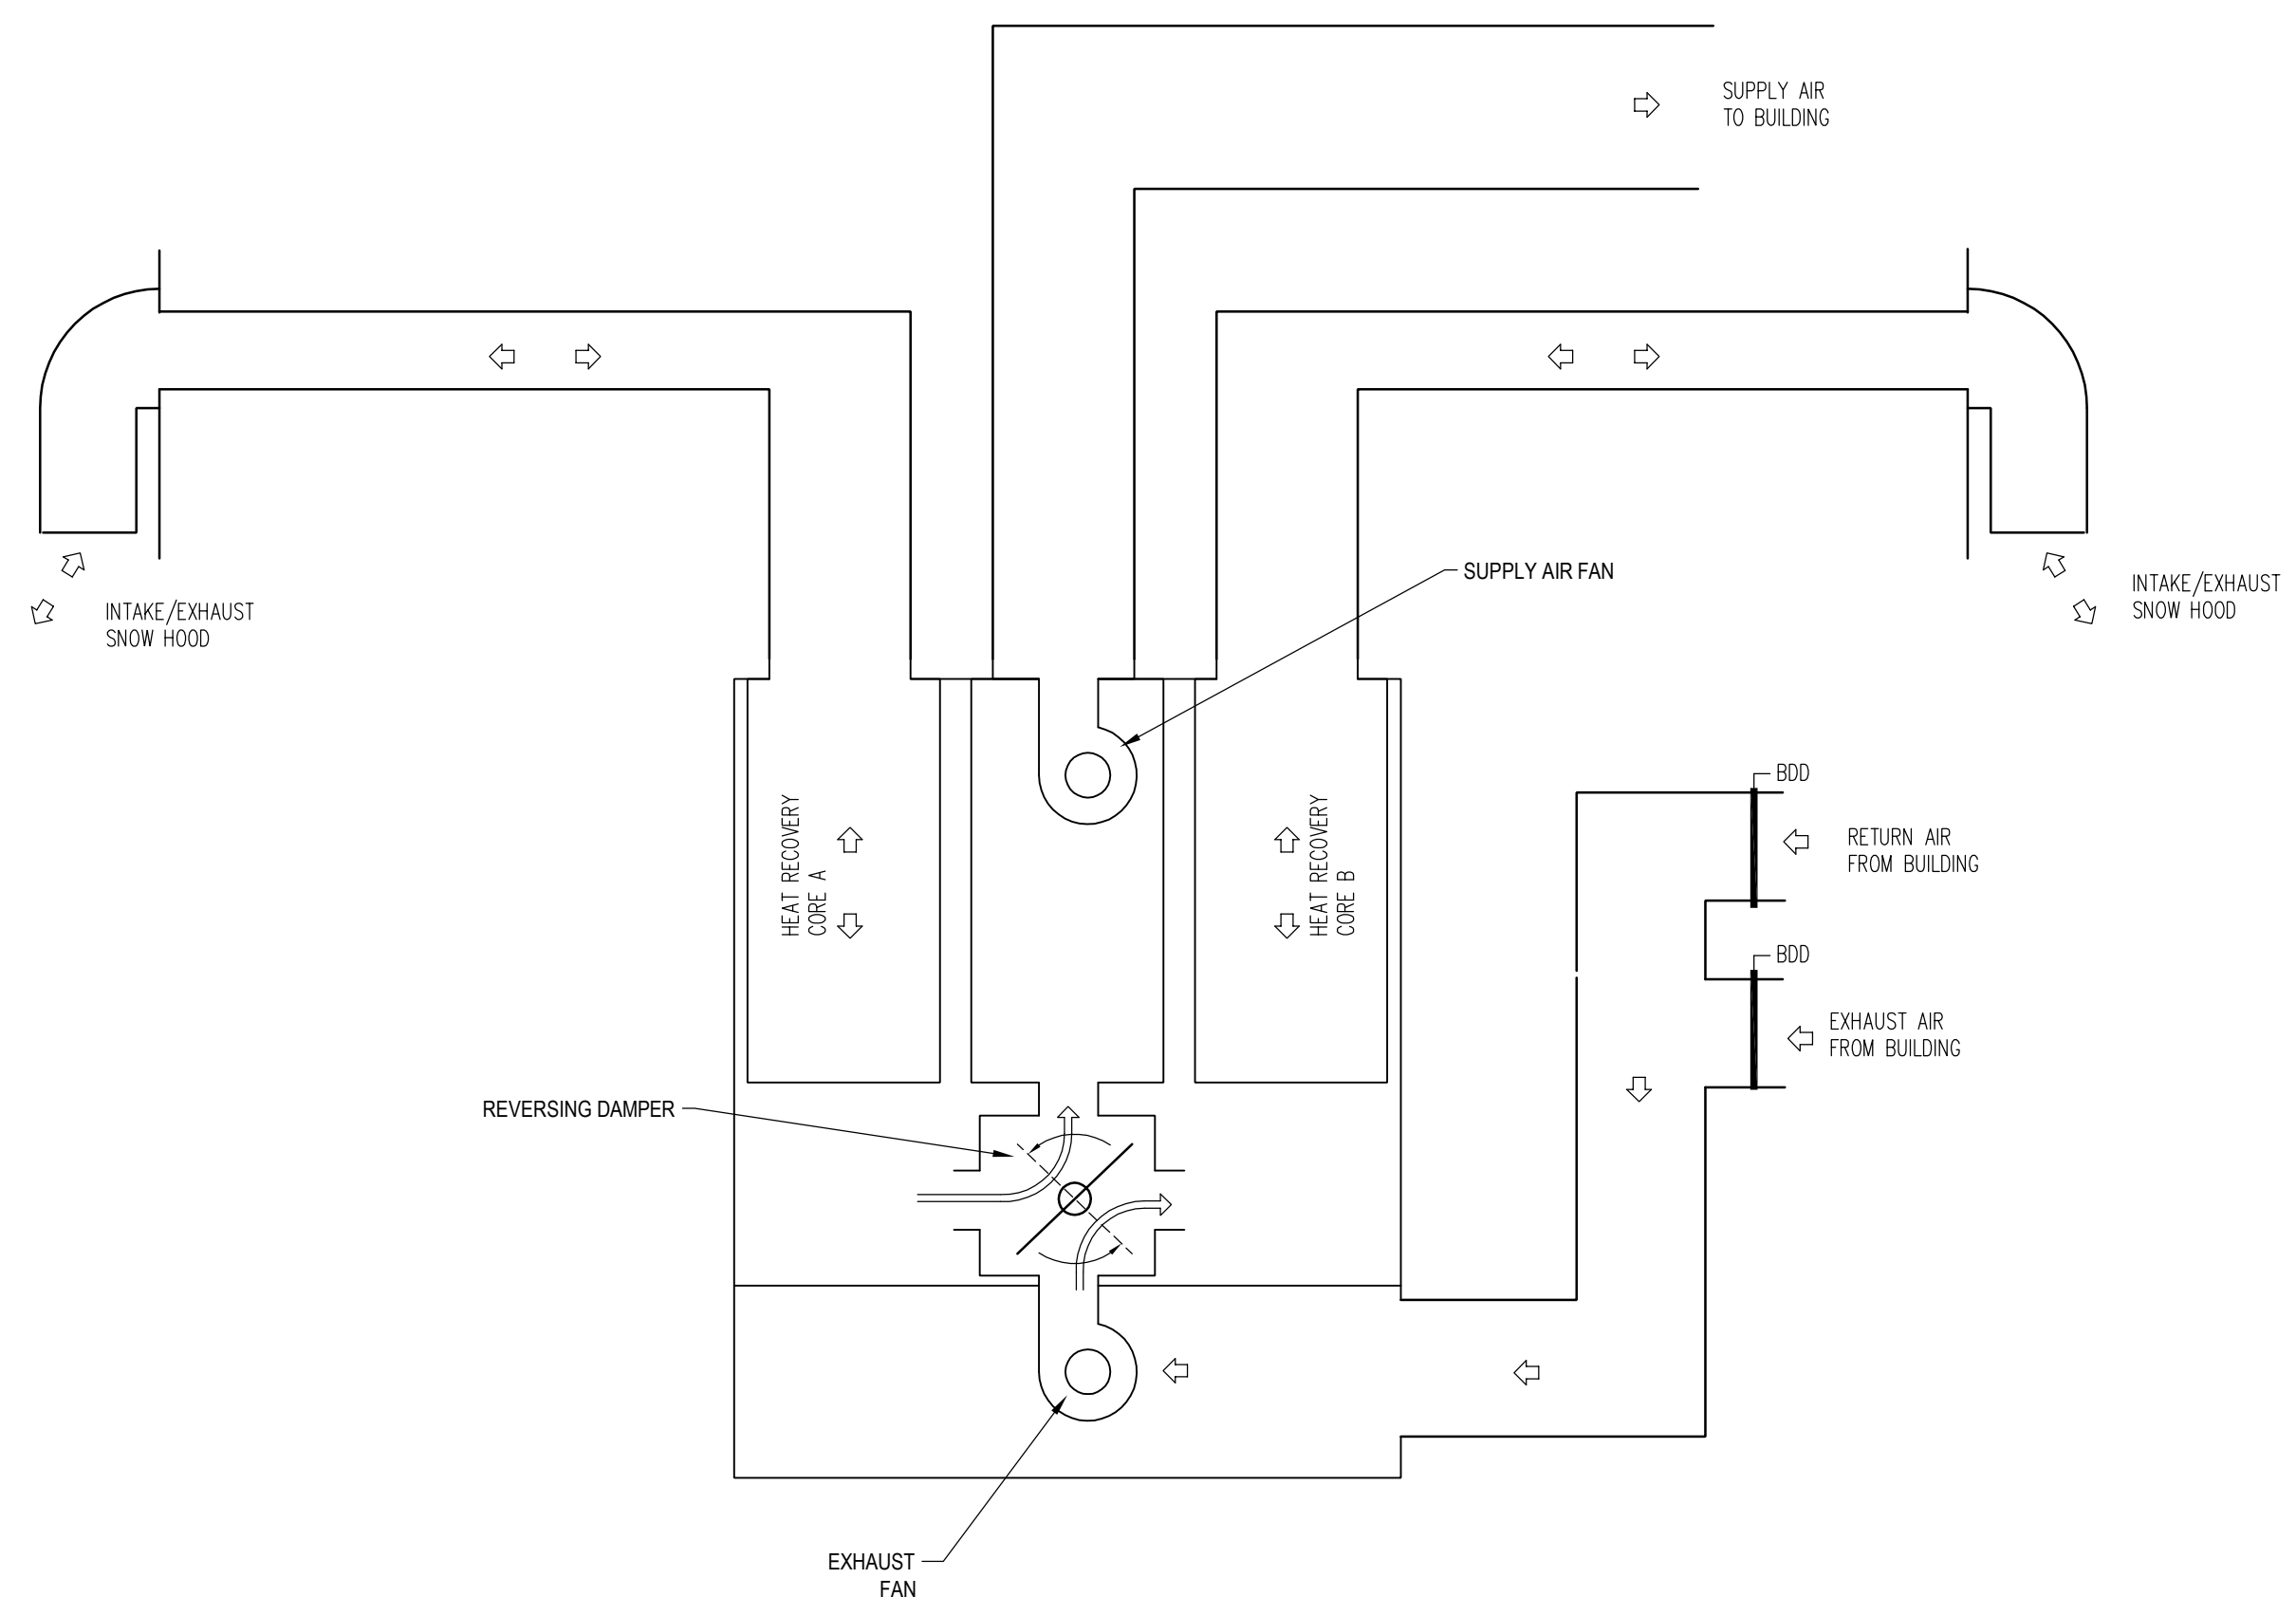 SUPPLY AIR
TO BUILDING
SUPPLY AIR FAN
INTAKE/EXHAUST
SNOW HOOD
INTAKE/EXHAUST
SNOW HOOD
HEAT RECOVERY
CORE A
HEAT RECOVERY
CORE B
BDD
RETURN AIR
FROM BUILDING
BDD
EXHAUST AIR
FROM BUILDING
REVERSING DAMPER
EXHAUST
FAN